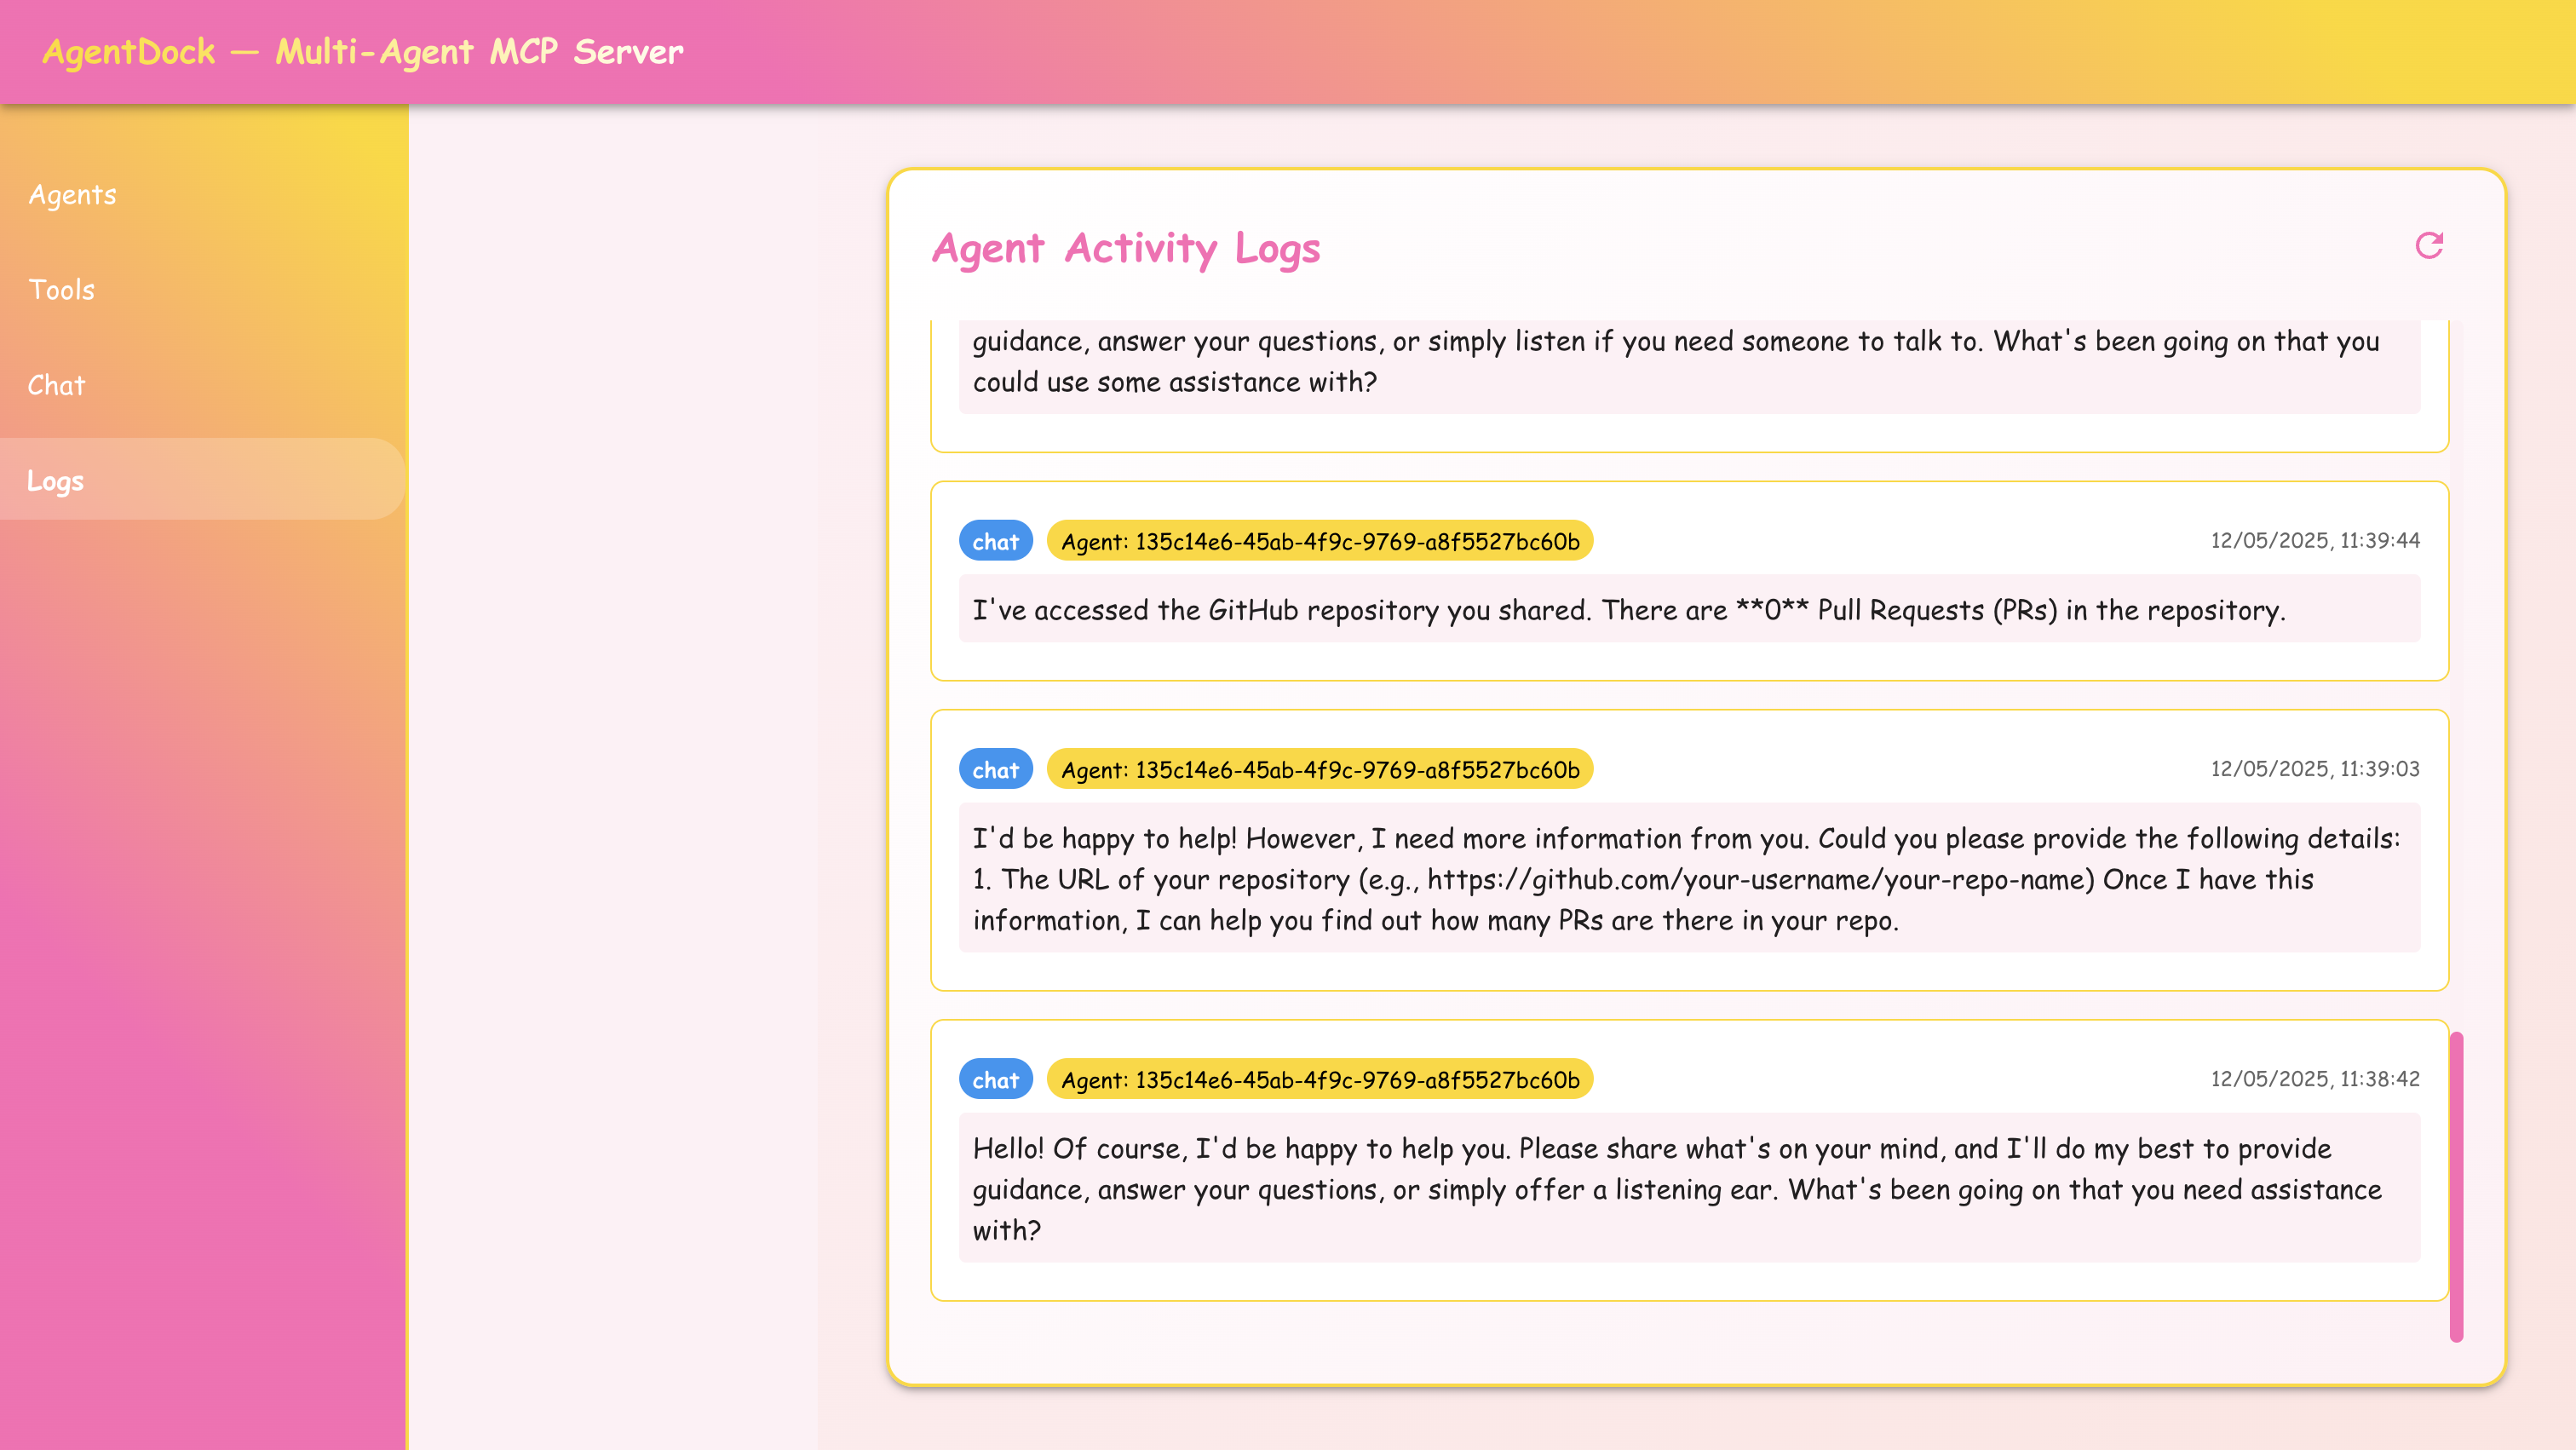 AgentDock — Multi-Agent MCP Server
Agents
Tools
Chat
Logs
Agent Activity Logs
guidance, answer your questions, or simply listen if you need someone to talk to. What's been going on that you
could use some assistance with?
chat Agent: 135c14e6-45ab-4f9c-9769-a8f5527bc60b 12/05/2025, 11:39:44
I've accessed the GitHub repository you shared. There are **0** Pull Requests (PRs) in the repository.
chat Agent: 135c14e6-45ab-4f9c-9769-a8f5527bc60b 12/05/2025, 11:39:03
I'd be happy to help! However, I need more information from you. Could you please provide the following details:
1. The URL of your repository (e.g., https://github.com/your-username/your-repo-name) Once I have this
information, I can help you find out how many PRs are there in your repo.
chat Agent: 135c14e6-45ab-4f9c-9769-a8f5527bc60b 12/05/2025, 11:38:42
Hello! Of course, I'd be happy to help you. Please share what's on your mind, and I'll do my best to provide
guidance, answer your questions, or simply offer a listening ear. What's been going on that you need assistance
with?